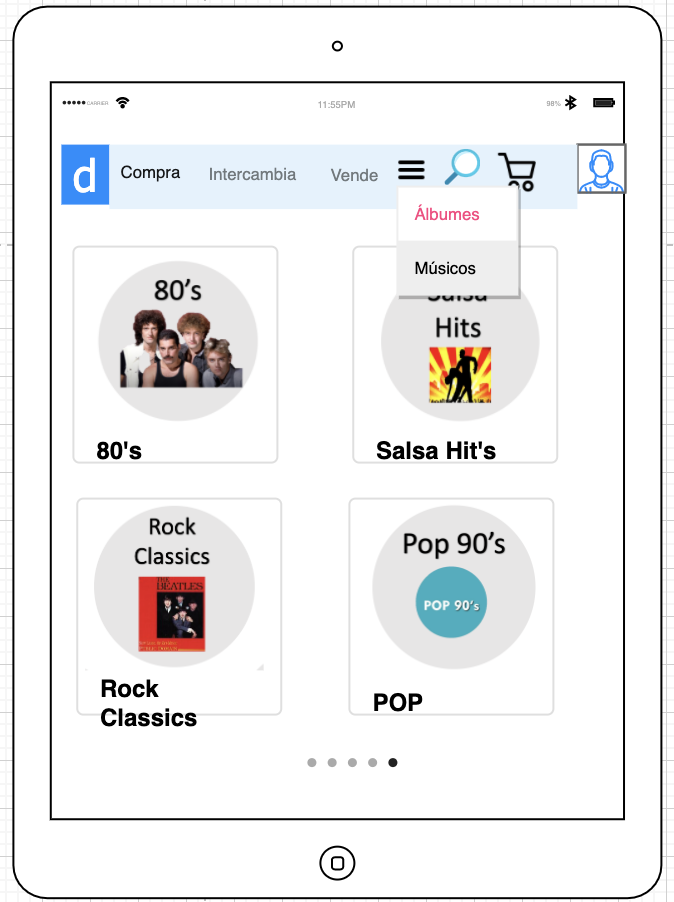 CARRIER
11:55PM
98%
d
Compra
Intercambia
Vende
Álbumes
Músicos
80's
80's
Salsa
Hits
Salsa Hit's
Rock
Classics
THE
BEATLES
Rock
Classics
Pop 90's
POP 90's
POP